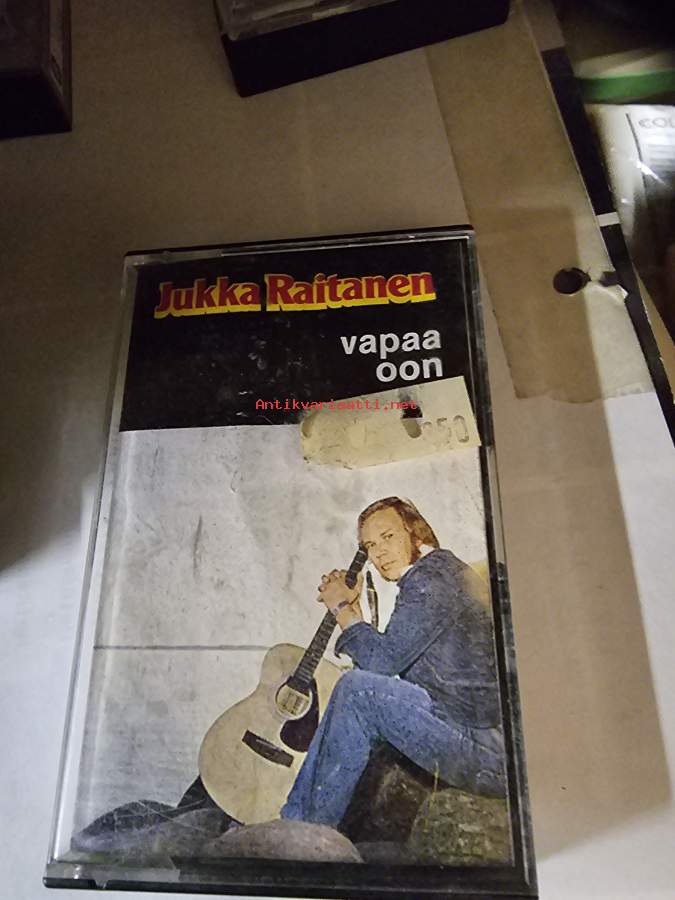 Jukka Raitanen
vapaa
oon
Antikvariaatti.net